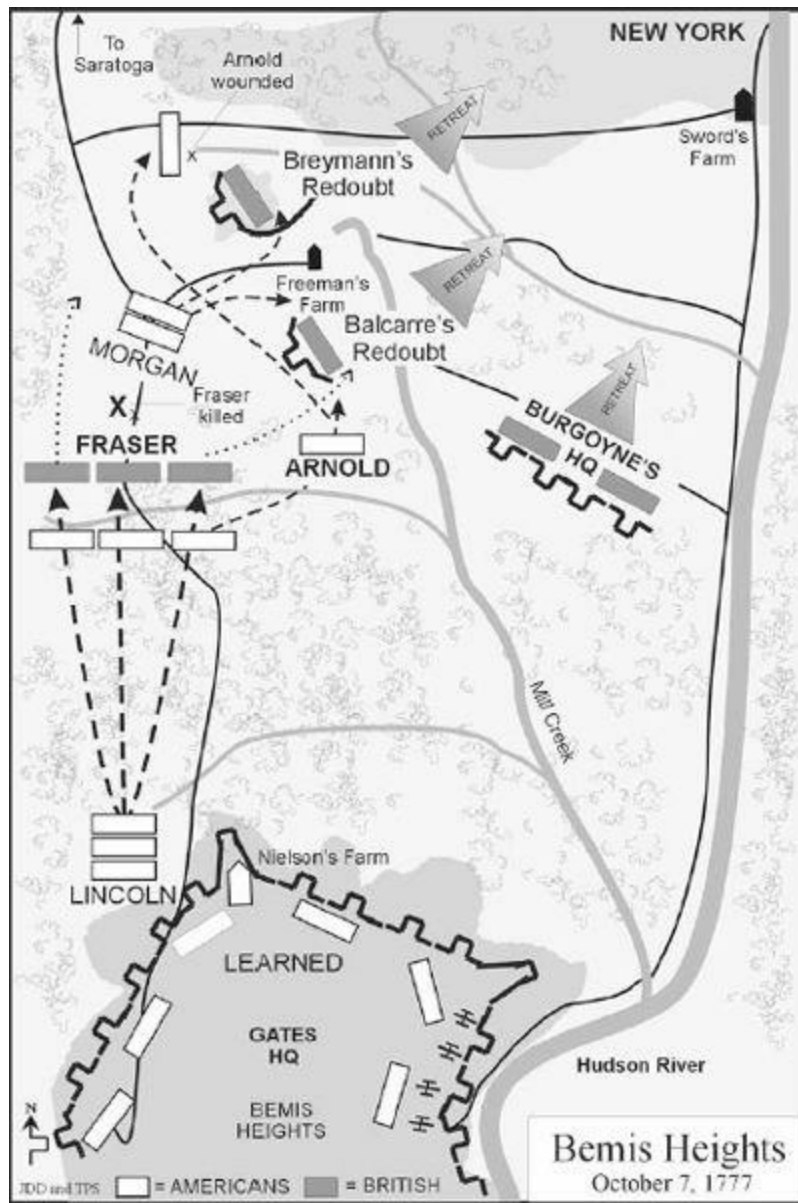 NEW YORK
To
Saratoga
Arnold
wounded
RETREAT
Sword's
Farm
x
Breymann's
Redoubt
RETREAT
Freeman's
Farm
Balcarre's
Redoubt
MORGAN
RETREAT
X
Fraser
killed
FRASER
ARNOLD
BURGOYNE'S
HQ
Mill Creek
Nielson's Farm
LINCOLN
LEARNED
GATES
HQ
BEMIS
HEIGHTS
Hudson River
N
Bemis Heights
October 7, 1777
JDD and TPS
= AMERICANS
= BRITISH